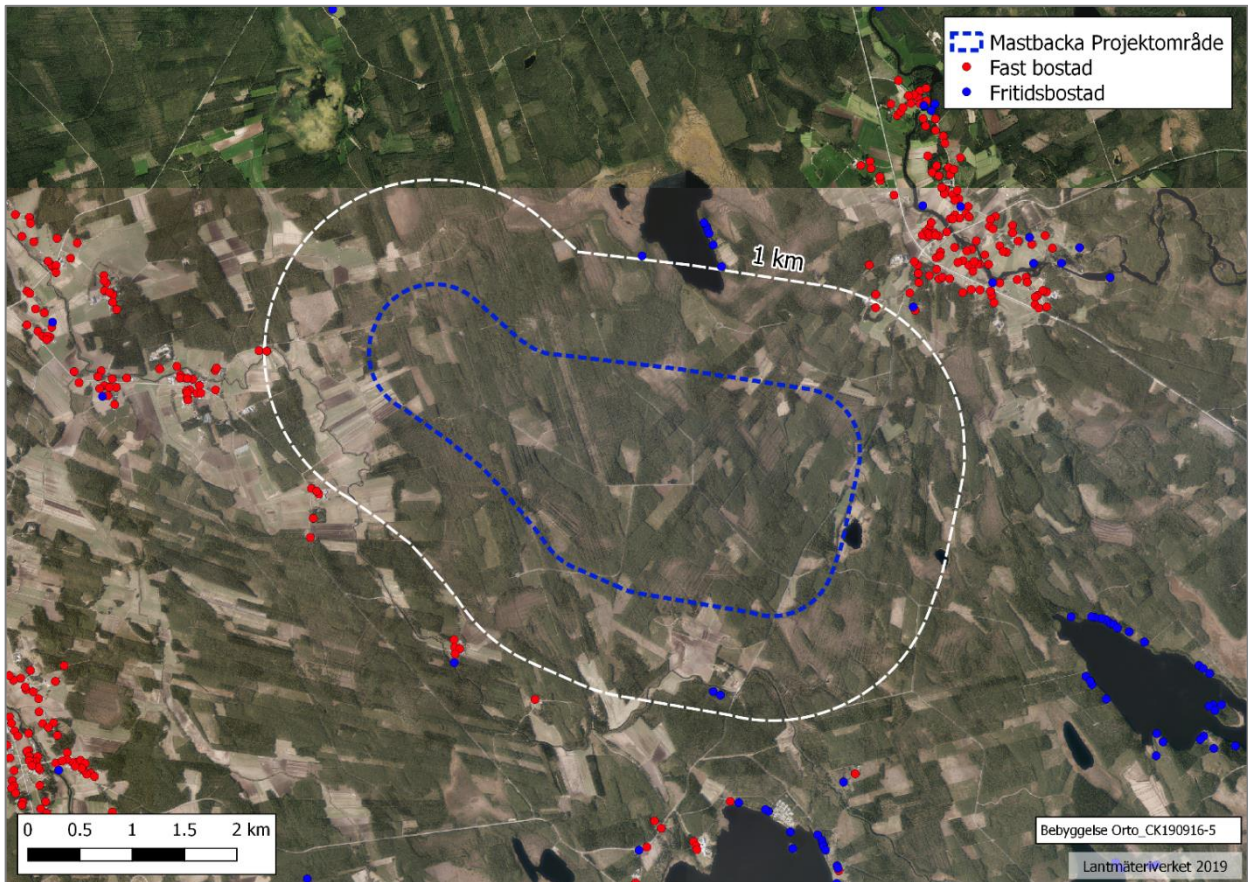 Mastbacka Projektområde
Fast bostad
Fritidsbostad
1 km
0 0.5 1 1.5 2 km
Bebyggelse Orto_CK190916-5
Lantmäteriverket 2019